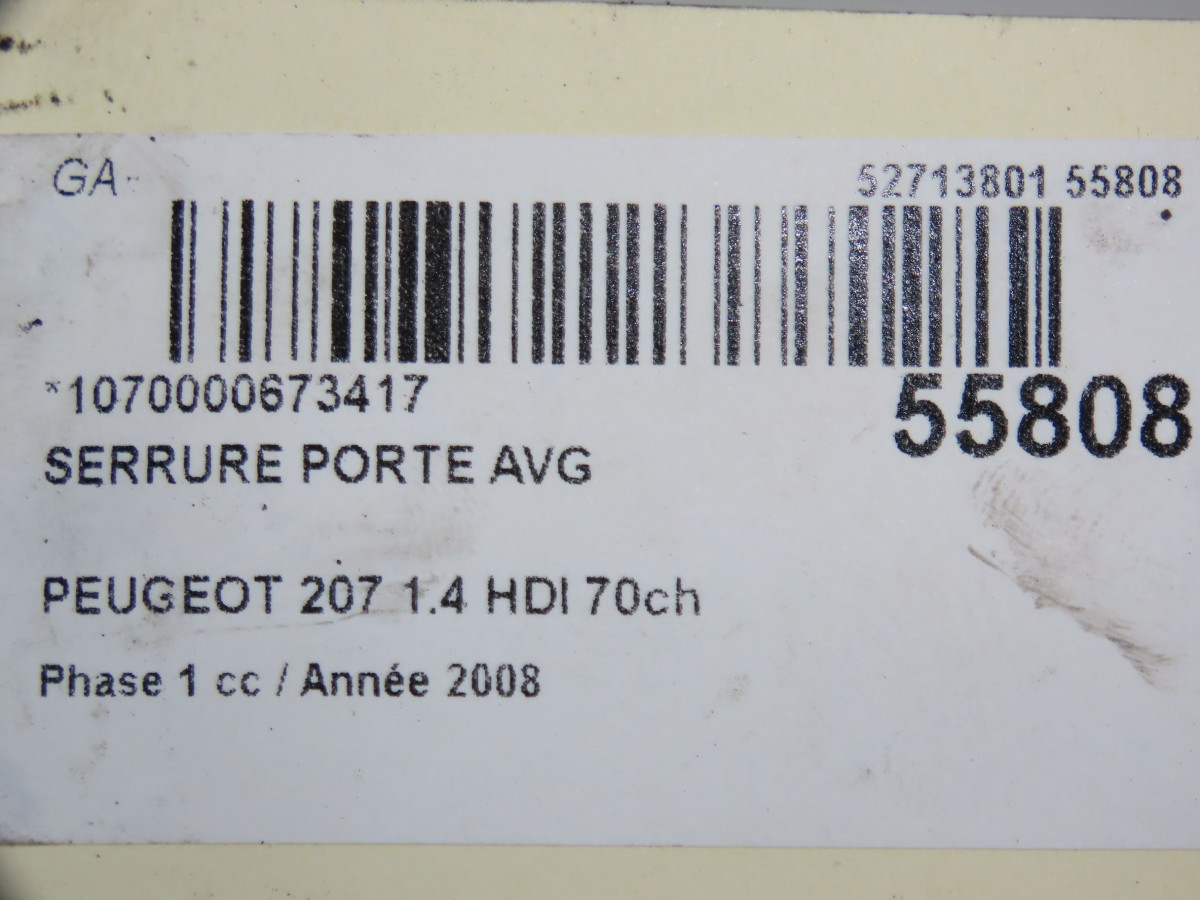 GA
52713801 55808
*1070000673417
55808
SERRURE PORTE AVG
PEUGEOT 207 1.4 HDI 70ch
Phase 1 cc / Année 2008